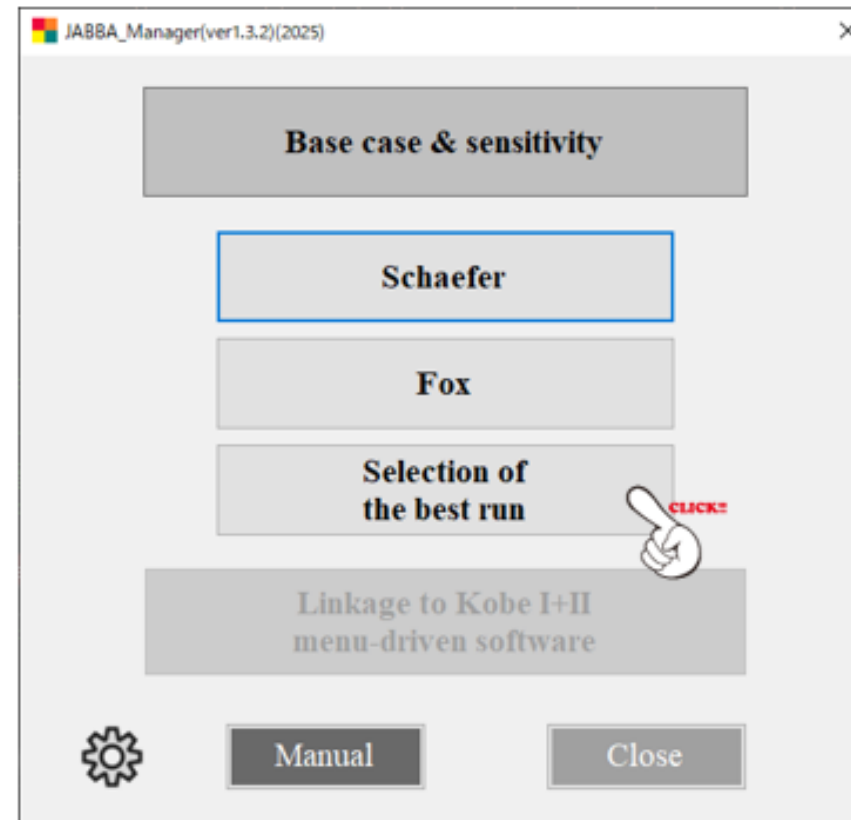 JABBA_Manager(ver1.3.2)(2025)
Base case & sensitivity
Schaefer
Fox
Selection of
the best run
CLICK!!
Linkage to Kobe I+II
menu-driven software
Manual
Close